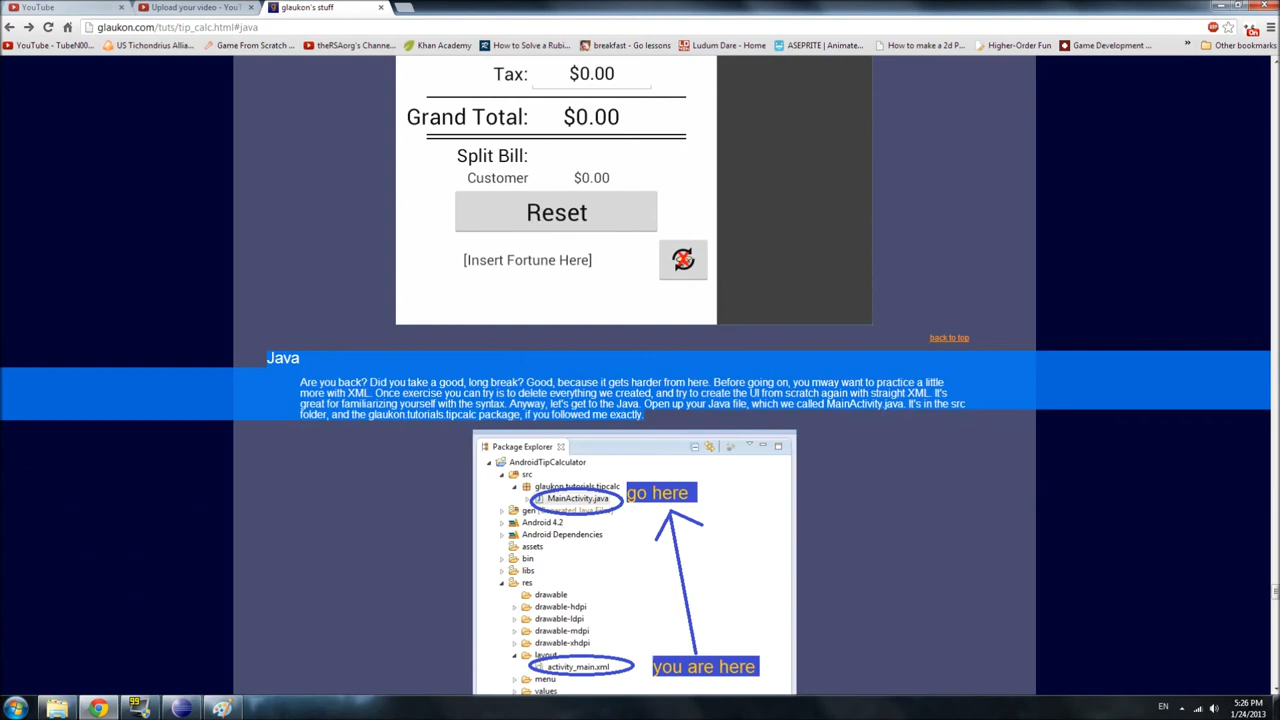 YouTube
Upload your video - YouT
glaukon's stuff
glaukon.com/tuts/tip_calc.html#java
YouTube - TubeN00...
US Tichondrius Allia...
Game From Scratch ...
theRSAorg's Channe...
Khan Academy
How to Solve a Rubi...
breakfast - Go lessons
Ludum Dare - Home
ASEPRITE | Animate...
How to make a 2d P...
Higher-Order Fun
Game Development ...
»
Other bookmarks
Tax: $0.00
Grand Total: $0.00
Split Bill:
Customer $0.00
Reset
[Insert Fortune Here]
back to top
Java
Are you back? Did you take a good, long break? Good, because it gets harder from here. Before going on, you mway want to practice a little
more with XML. Once exercise you can try is to delete everything we created, and try to create the UI from scratch again with straight XML. It's
great for familiarizing yourself with the syntax. Anyway, let's get to the Java. Open up your Java file, which we called MainActivity.java. It's in the src
folder, and the glaukon.tutorials.tipcalc package, if you followed me exactly.
Package Explorer
AndroidTipCalculator
src
glaukon.tutorials.tipcalc
MainActivity.java
go here
gen [Generated Java Files]
Android 4.2
Android Dependencies
assets
bin
libs
res
drawable
drawable-hdpi
drawable-ldpi
drawable-mdpi
drawable-xhdpi
layout
activity_main.xml
you are here
menu
values
99
EN
5:26 PM
1/24/2013